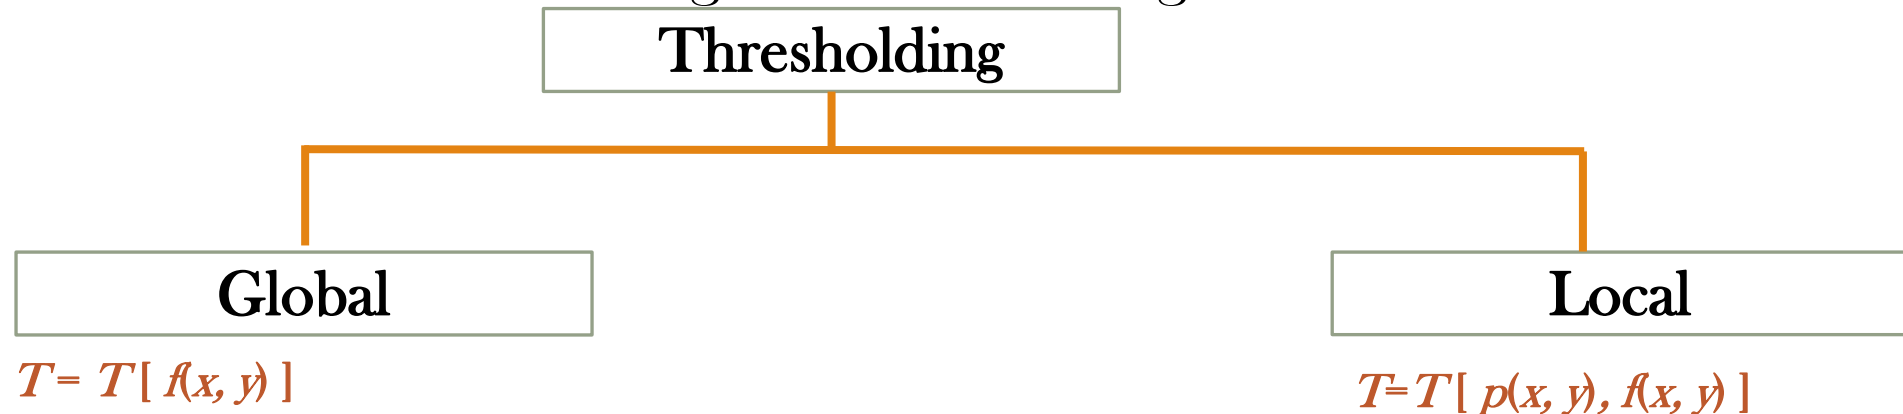 Thresholding
Global
Local
T = T [ f(x, y) ]
T=T [ p(x, y), f(x, y) ]